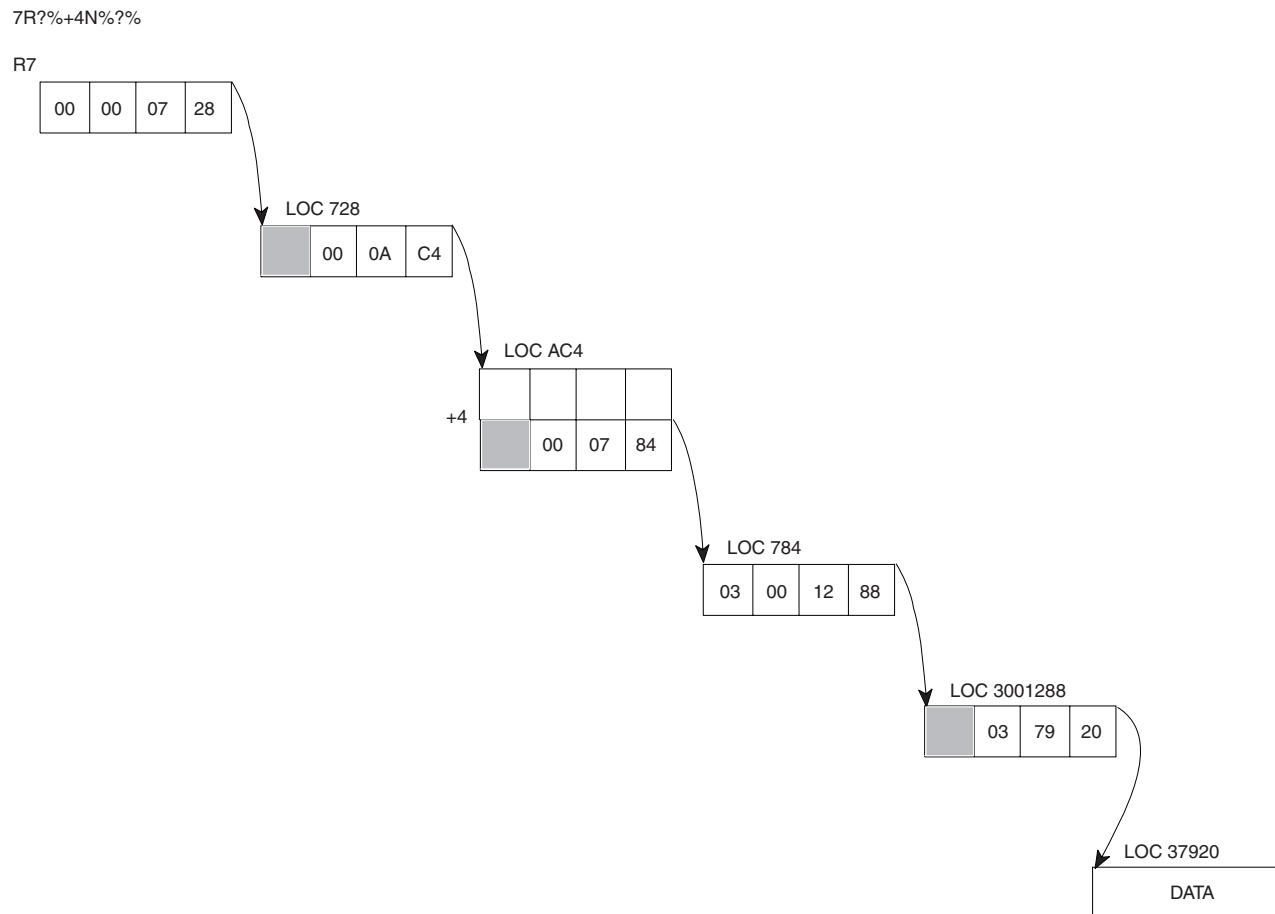 7R?%+4N%?%
R7
00 00 07 28
LOC 728
00 0A C4
LOC AC4
+4
00 07 84
LOC 784
03 00 12 88
LOC 3001288
03 79 20
LOC 37920
DATA